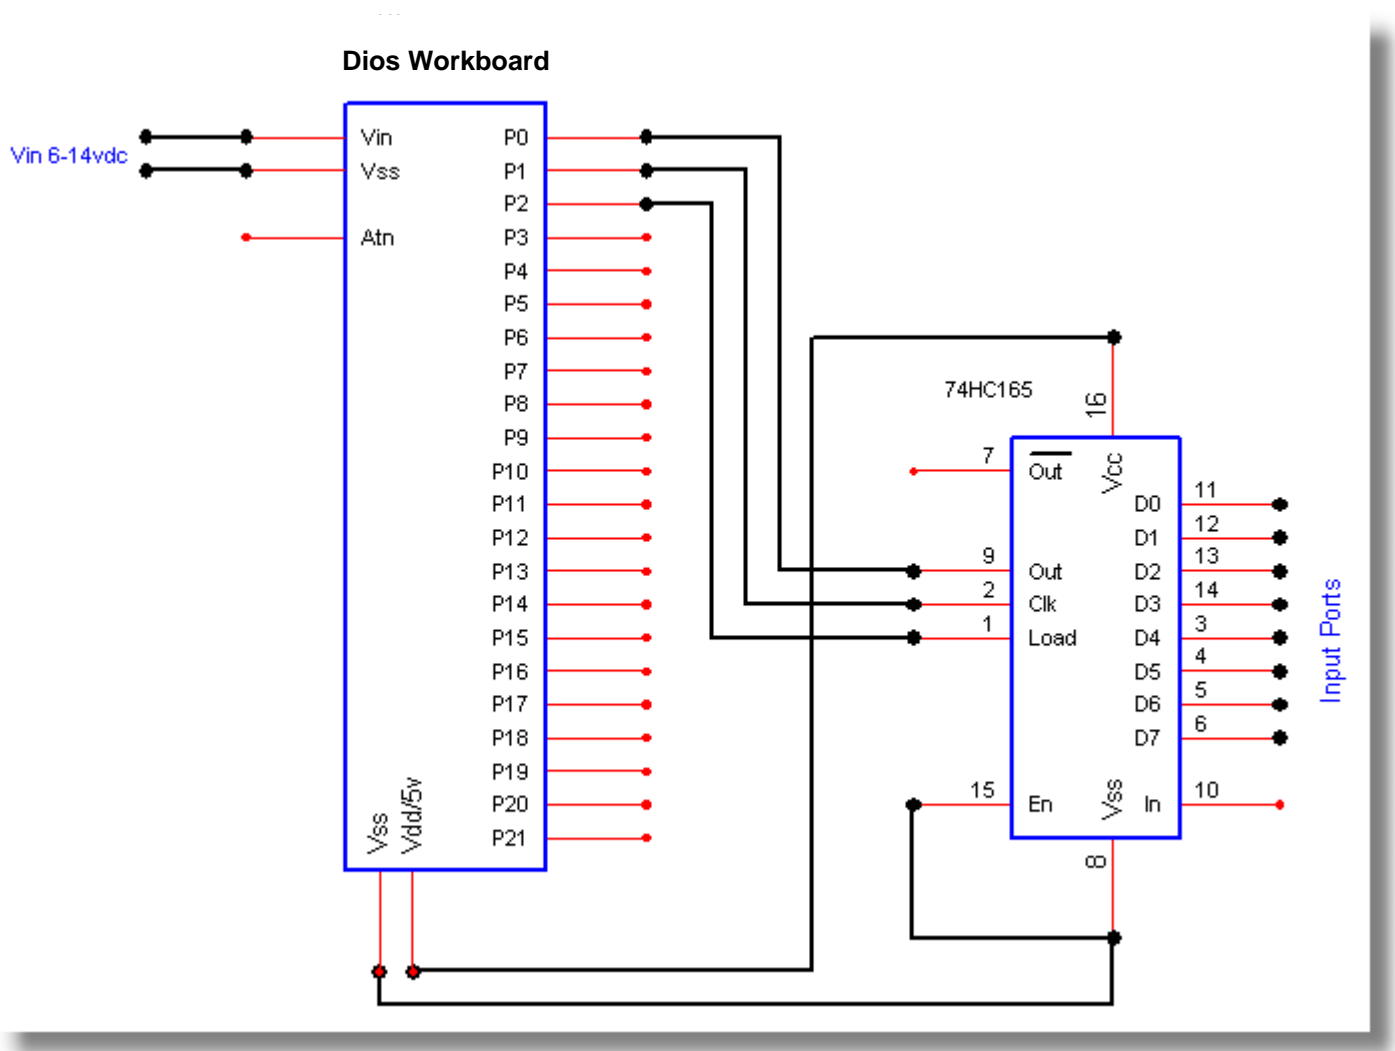 Dios Workboard
Vin 6-14vdc
Vin
Vss
Atn
P0
P1
P2
P3
P4
P5
P6
P7
P8
P9
P10
P11
P12
P13
P14
P15
P16
P17
P18
P19
P20
P21
Vss
Vdd/5v
74HC165
16
Vcc
7
Out
9
Out
2
Clk
1
Load
15
En
D0
11
D1
12
D2
13
D3
14
D4
3
D5
4
D6
5
D7
6
In
10
Vss
8
Input Ports